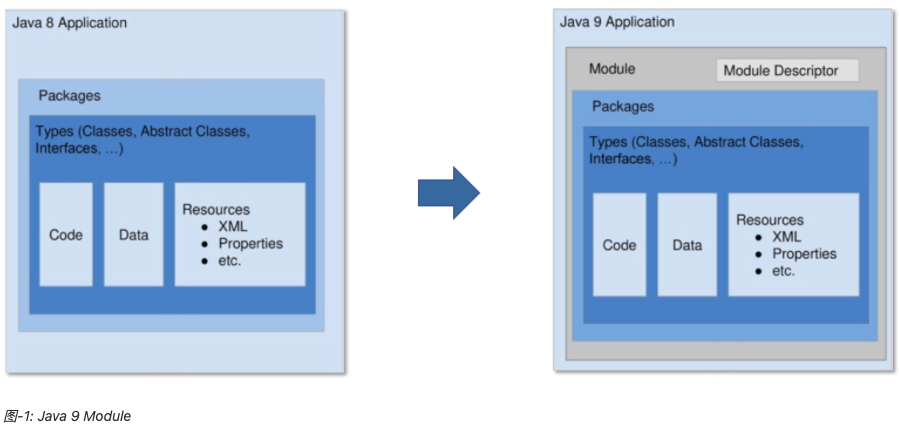 Java 8 Application
Packages
Types (Classes, Abstract Classes,
Interfaces, ...)
Code
Data
Resources
● XML
● Properties
● etc.
Java 9 Application
Module
Module Descriptor
Packages
Types (Classes, Abstract Classes,
Interfaces, ...)
Code
Data
Resources
● XML
● Properties
● etc.
图-1: Java 9 Module